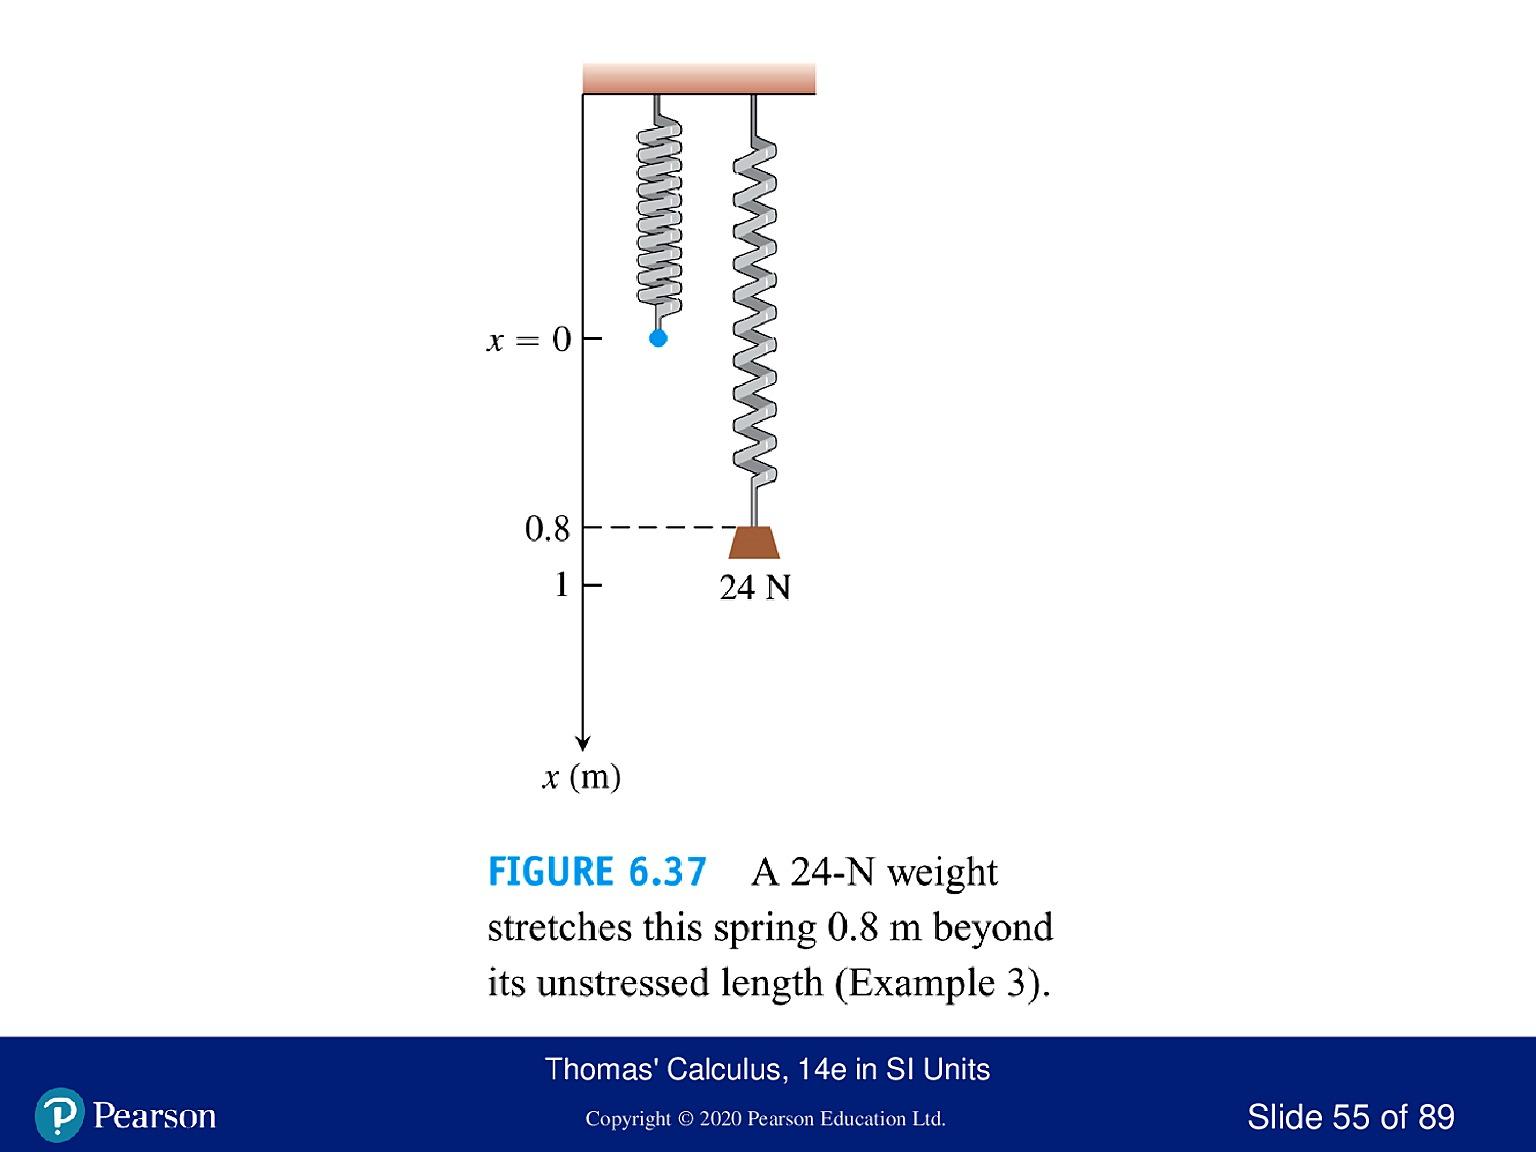 x = 0
0.8
1
24 N
x (m)
FIGURE 6.37 A 24-N weight
stretches this spring 0.8 m beyond
its unstressed length (Example 3).
Thomas' Calculus, 14e in SI Units
Pearson
Copyright © 2020 Pearson Education Ltd.
Slide 55 of 89